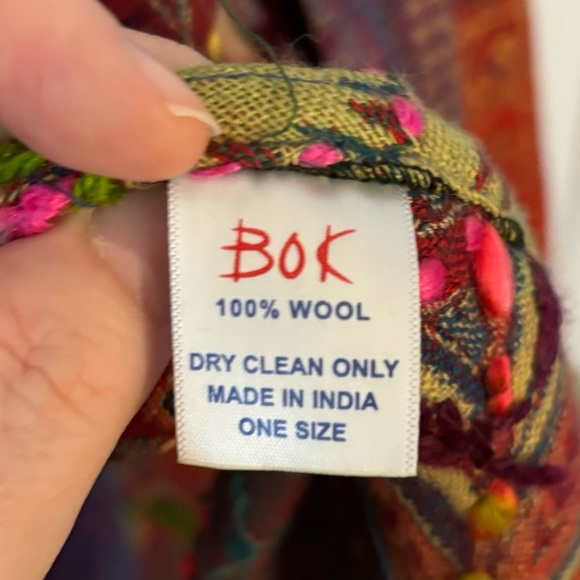 BOK
100% WOOL
DRY CLEAN ONLY
MADE IN INDIA
ONE SIZE